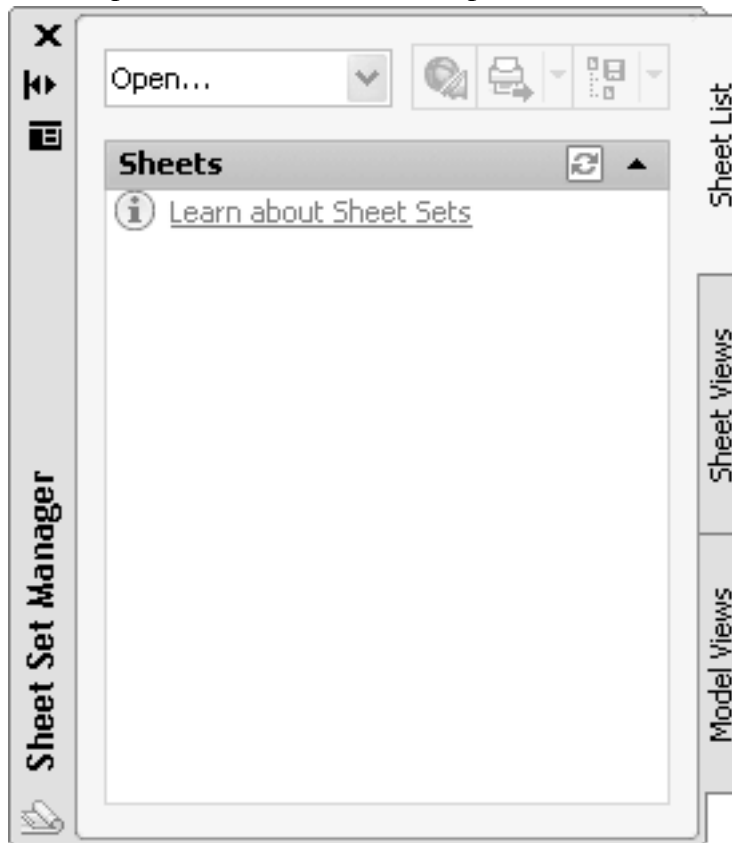 Open...
Sheets
Learn about Sheet Sets
Sheet List
Sheet Views
Model Views
Sheet Set Manager